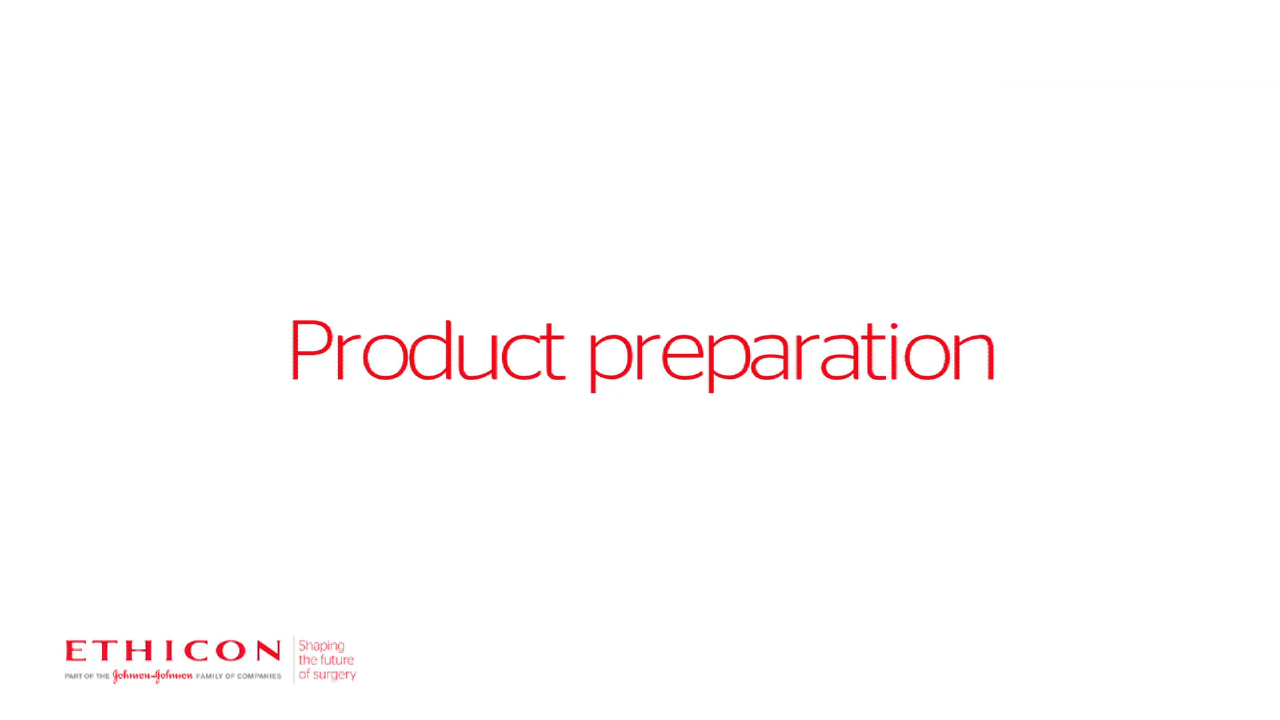 Product preparation
ETHICON
PART OF THE Johnson & Johnson FAMILY OF COMPANIES
Shaping
the future
of surgery